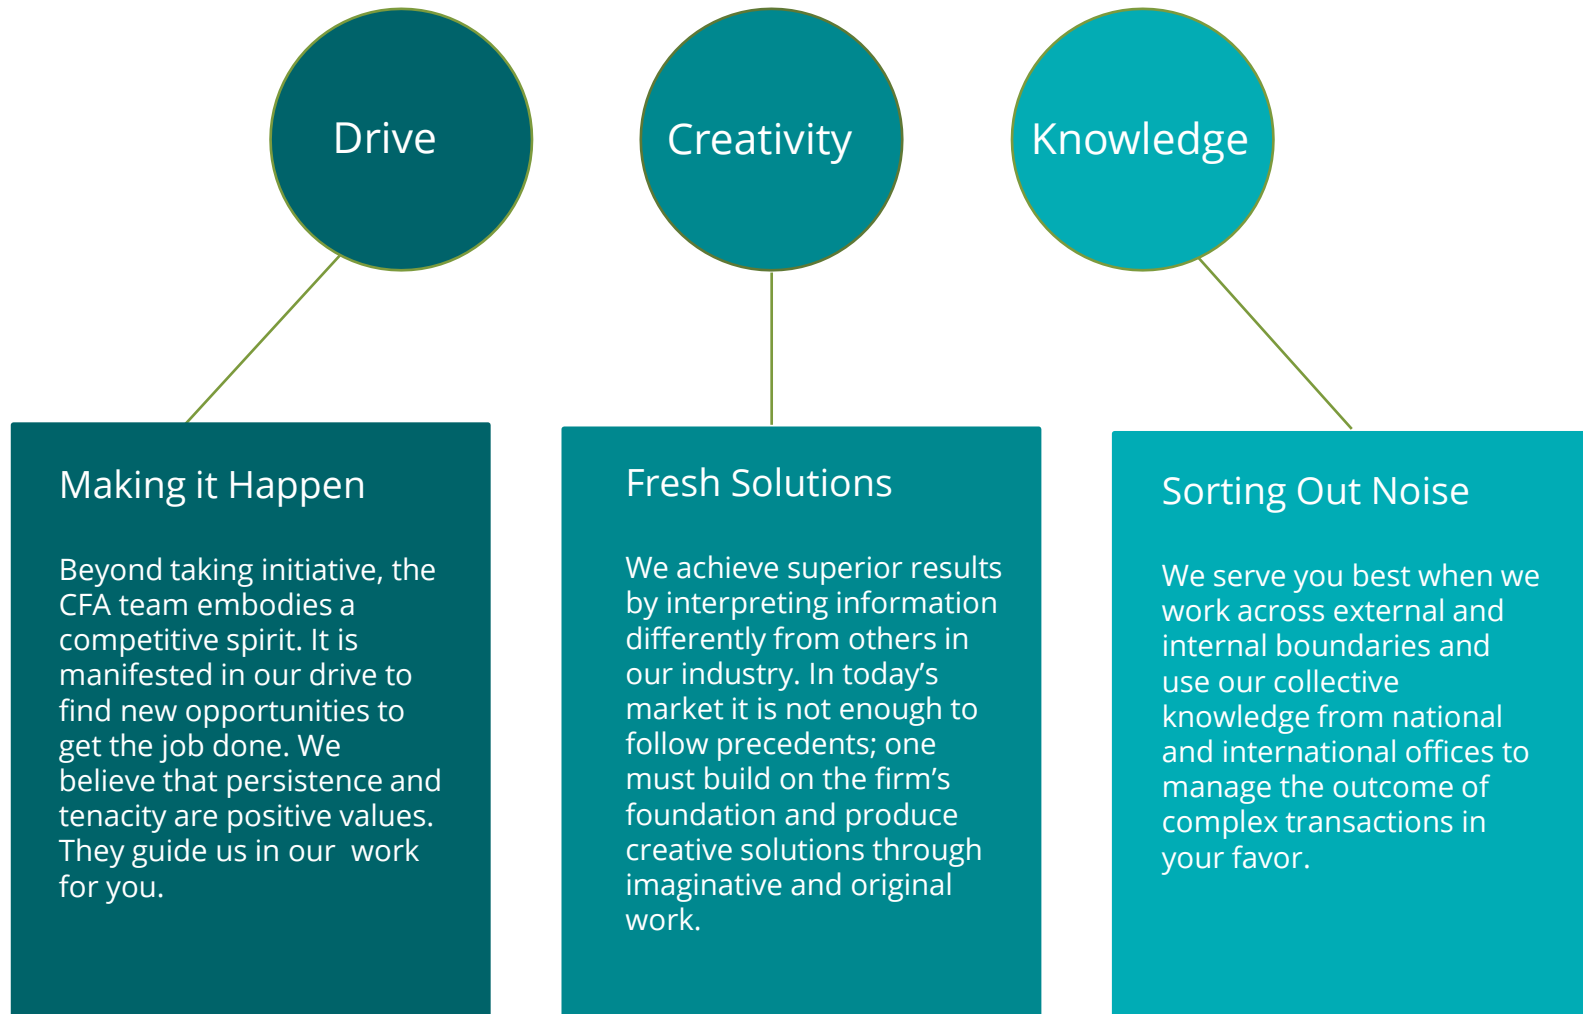 Drive
Creativity
Knowledge
Making it Happen
Beyond taking initiative, the
CFA team embodies a
competitive spirit. It is
manifested in our drive to
find new opportunities to
get the job done. We
believe that persistence and
tenacity are positive values.
They guide us in our  work
for you.
Fresh Solutions
We achieve superior results
by interpreting information
differently from others in
our industry. In today’s
market it is not enough to
follow precedents; one
must build on the firm’s
foundation and produce
creative solutions through
imaginative and original
work.
Sorting Out Noise
We serve you best when we
work across external and
internal boundaries and
use our collective
knowledge from national
and international offices to
manage the outcome of
complex transactions in
your favor.